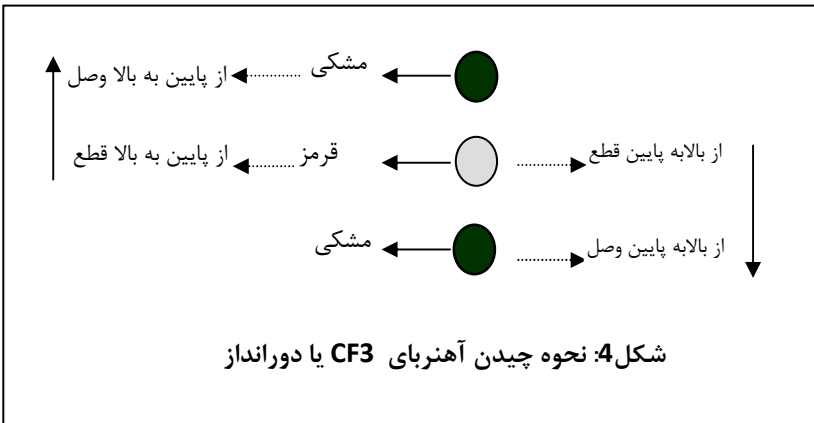 مشکی
از پایین به بالا وصل
از بالابه پایین قطع
قرمز
از پایین به بالا قطع
از بالابه پایین وصل
مشکی
شکل4: نحوه چیدن آهنربای CF3 یا دورانداز